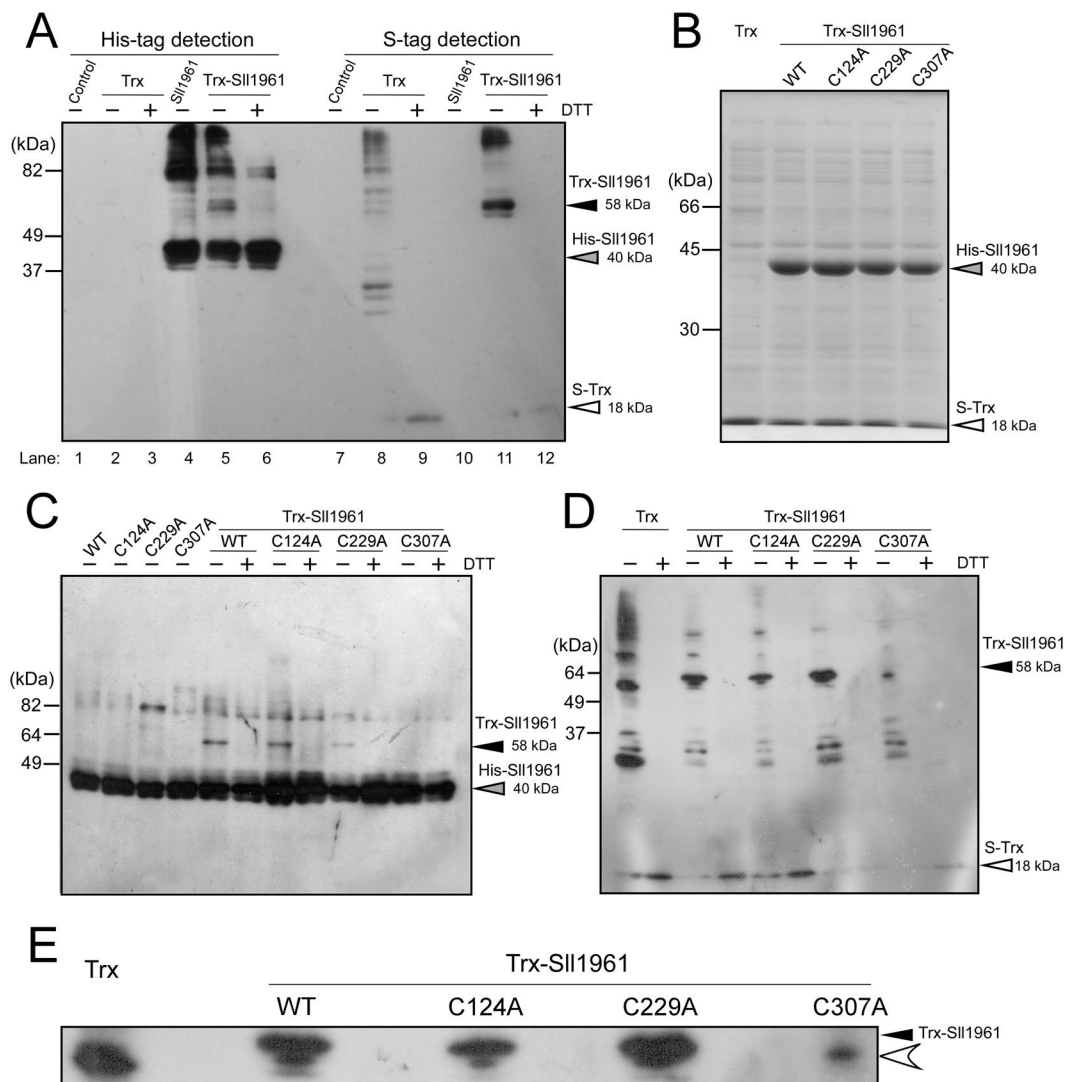 A
His-tag detection
S-tag detection
Control
Trx
Sll1961
Trx-Sll1961
Control
Trx
Sll1961
Trx-Sll1961
− − + − − + − − + − − + DTT
(kDa)
82
49
37
Trx-Sll1961
58 kDa
His-Sll1961
40 kDa
S-Trx
18 kDa
Lane: 1 2 3 4 5 6 7 8 9 10 11 12
B
Trx
Trx-Sll1961
WT C124A C229A C307A
(kDa)
66
45
30
His-Sll1961
40 kDa
S-Trx
18 kDa
C
WT C124A C229A C307A
Trx-Sll1961
WT C124A C229A C307A
− − − − − + − + − + − + DTT
(kDa)
82
64
49
Trx-Sll1961
58 kDa
His-Sll1961
40 kDa
D
Trx
Trx-Sll1961
WT C124A C229A C307A
− + − + − + − + − + DTT
(kDa)
64
49
37
Trx-Sll1961
58 kDa
S-Trx
18 kDa
E
Trx
Trx-Sll1961
WT C124A C229A C307A
Trx-Sll1961